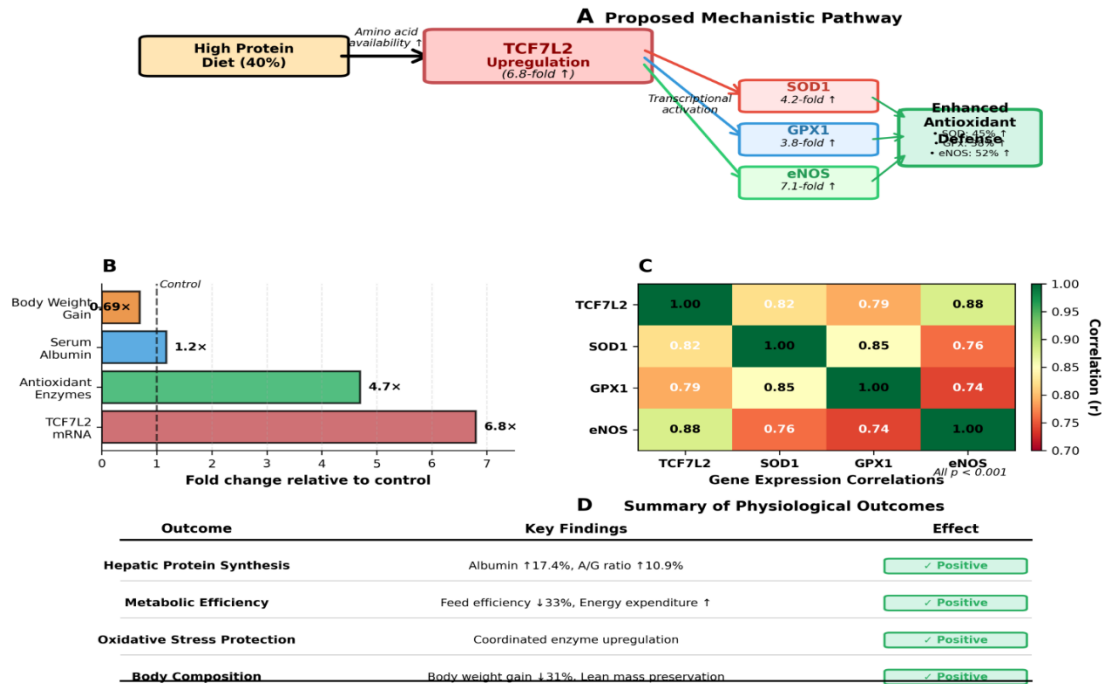 A Proposed Mechanistic Pathway
High Protein
Diet (40%)
Amino acid
availability ↑
TCF7L2
Upregulation
(6.8-fold ↑)
Transcriptional
activation
SOD1
4.2-fold ↑
GPX1
3.8-fold ↑
eNOS
7.1-fold ↑
Enhanced
Antioxidant
Defense
• SOD: 45% ↑
• GPX: 38% ↑
• eNOS: 52% ↑
B
Control
Body Weight
Gain
0.69×
Serum
Albumin
1.2×
Antioxidant
Enzymes
4.7×
TCF7L2
mRNA
6.8×
0 1 2 3 4 5 6 7
Fold change relative to control
C
TCF7L2 1.00 0.82 0.79 0.88
SOD1 0.82 1.00 0.85 0.76
GPX1 0.79 0.85 1.00 0.74
eNOS 0.88 0.76 0.74 1.00
TCF7L2 SOD1 GPX1 eNOS
Gene Expression Correlations
All p < 0.001
1.00
0.95
0.90
0.85
0.80
0.75
0.70
Correlation (r)
D Summary of Physiological Outcomes
Outcome Key Findings Effect
Hepatic Protein Synthesis Albumin ↑17.4%, A/G ratio ↑10.9% ✓ Positive
Metabolic Efficiency Feed efficiency ↓33%, Energy expenditure ↑ ✓ Positive
Oxidative Stress Protection Coordinated enzyme upregulation ✓ Positive
Body Composition Body weight gain ↓31%, Lean mass preservation ✓ Positive